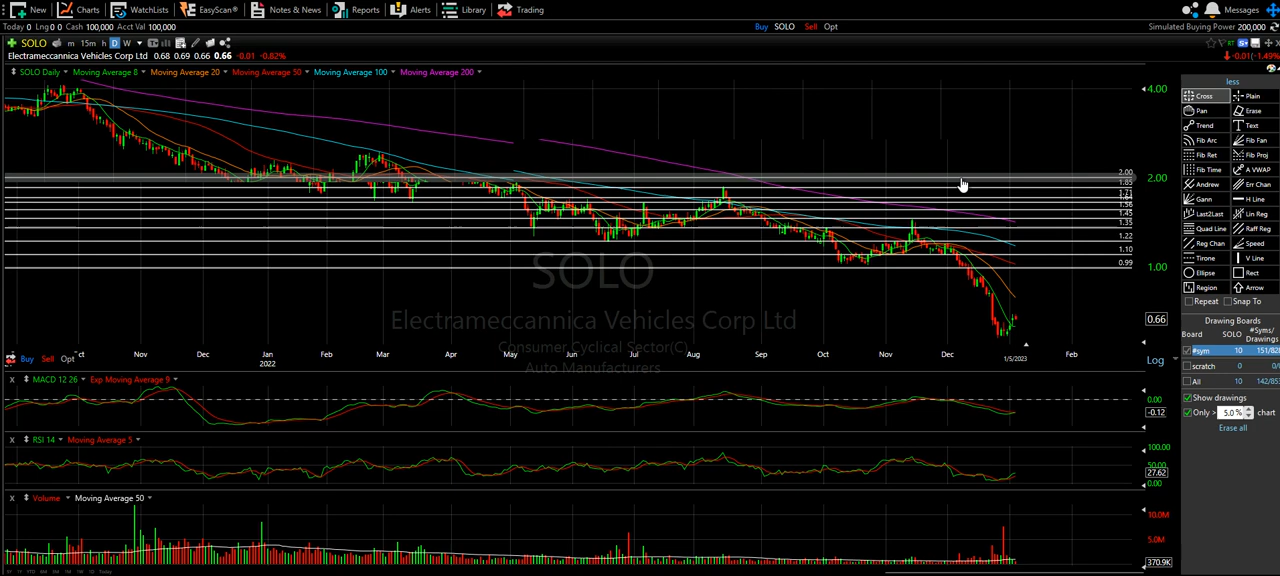 New Charts WatchLists EasyScan® Notes & News Reports Alerts Library Trading Messages
Today 0 Lng 0 0 Cash 100,000 Acct Val 100,000 Buy SOLO Sell Opt Simulated Buying Power 200,000
SOLO m 15m h D W
Electrameccanica Vehicles Corp Ltd 0.68 0.69 0.66 0.66 -0.01 -0.82%
-0.01(-1.49%
SOLO Daily Moving Average 8 Moving Average 20 Moving Average 50 Moving Average 100 Moving Average 200
less
4.00
Cross Plain
Pan Erase
Trend Text
Fib Arc Fib Fan
Fib Ret Fib Proj
Fib Time A VWAP
Andrew Err Chan
Gann H Line
Last2Last Lin Reg
Quad Line Raff Reg
Reg Chan Speed
Tirone V Line
Ellipse Rect
Region Arrow
Repeat Snap To
2.00
1.85
1.71
1.56
1.45
1.35
1.22
1.10
0.99
2.00
1.00
0.66
SOLO
Electrameccanica Vehicles Corp Ltd
Consumer Cyclical Sector(C)
Auto Manufacturers
Drawing Boards
Board SOLO #Syms/ Drawings
#sym 10 151/828
scratch 0 0/0
All 10 142/853
Show drawings
Only > 5.0 % chart
Erase all
Buy Sell Opt
Nov Dec Jan Feb Mar Apr May Jun Jul Aug Sep Oct Nov Dec 1/5/2023 Feb
2022
Log
X MACD 12 26 Exp Moving Average 9
0.00
-0.12
X RSI 14 Moving Average 5
100.00
50.00
27.62
0.00
X Volume Moving Average 50
10.0M
5.0M
370.9K